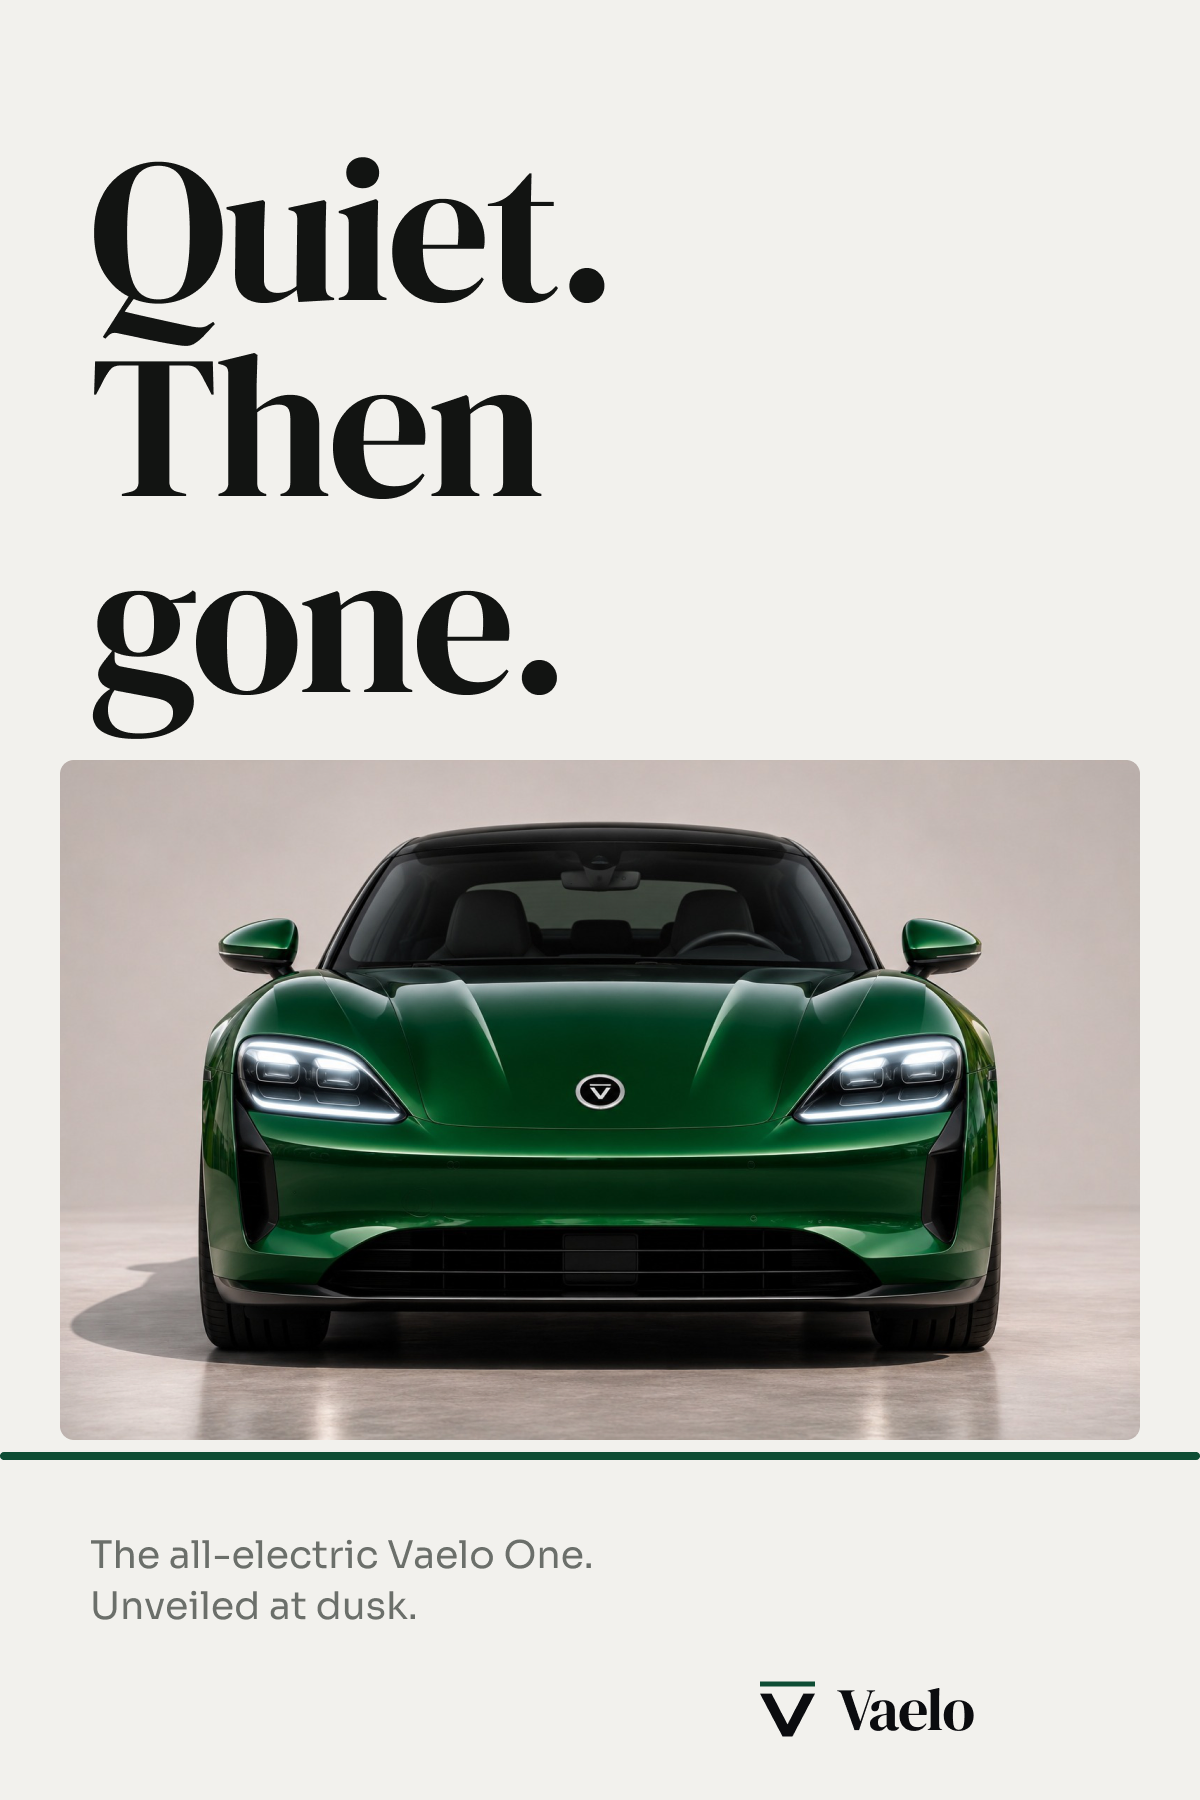 Quiet.
Then
gone.
The all-electric Vaelo One.
Unveiled at dusk.
Vaelo